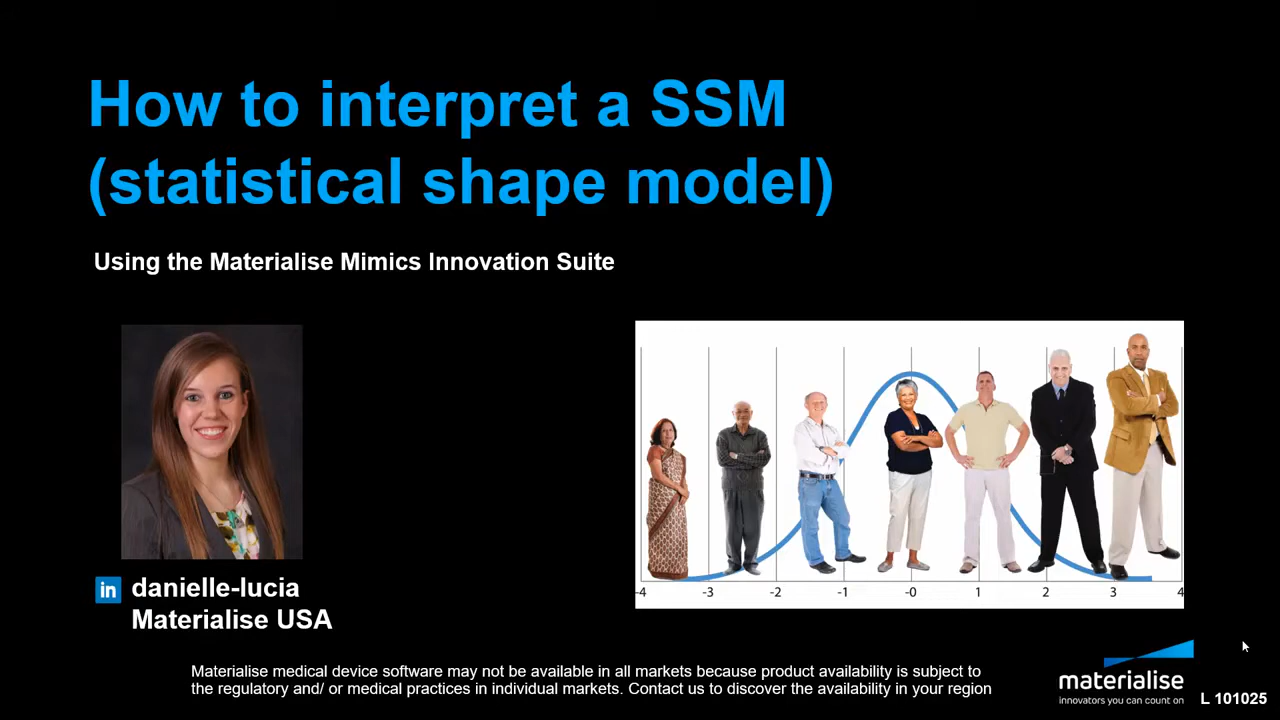 How to interpret a SSM
(statistical shape model)
Using the Materialise Mimics Innovation Suite
-4 -3 -2 -1 -0 1 2 3 4
in danielle-lucia
Materialise USA
Materialise medical device software may not be available in all markets because product availability is subject to
the regulatory and/ or medical practices in individual markets. Contact us to discover the availability in your region
materialise
innovators you can count on
L 101025